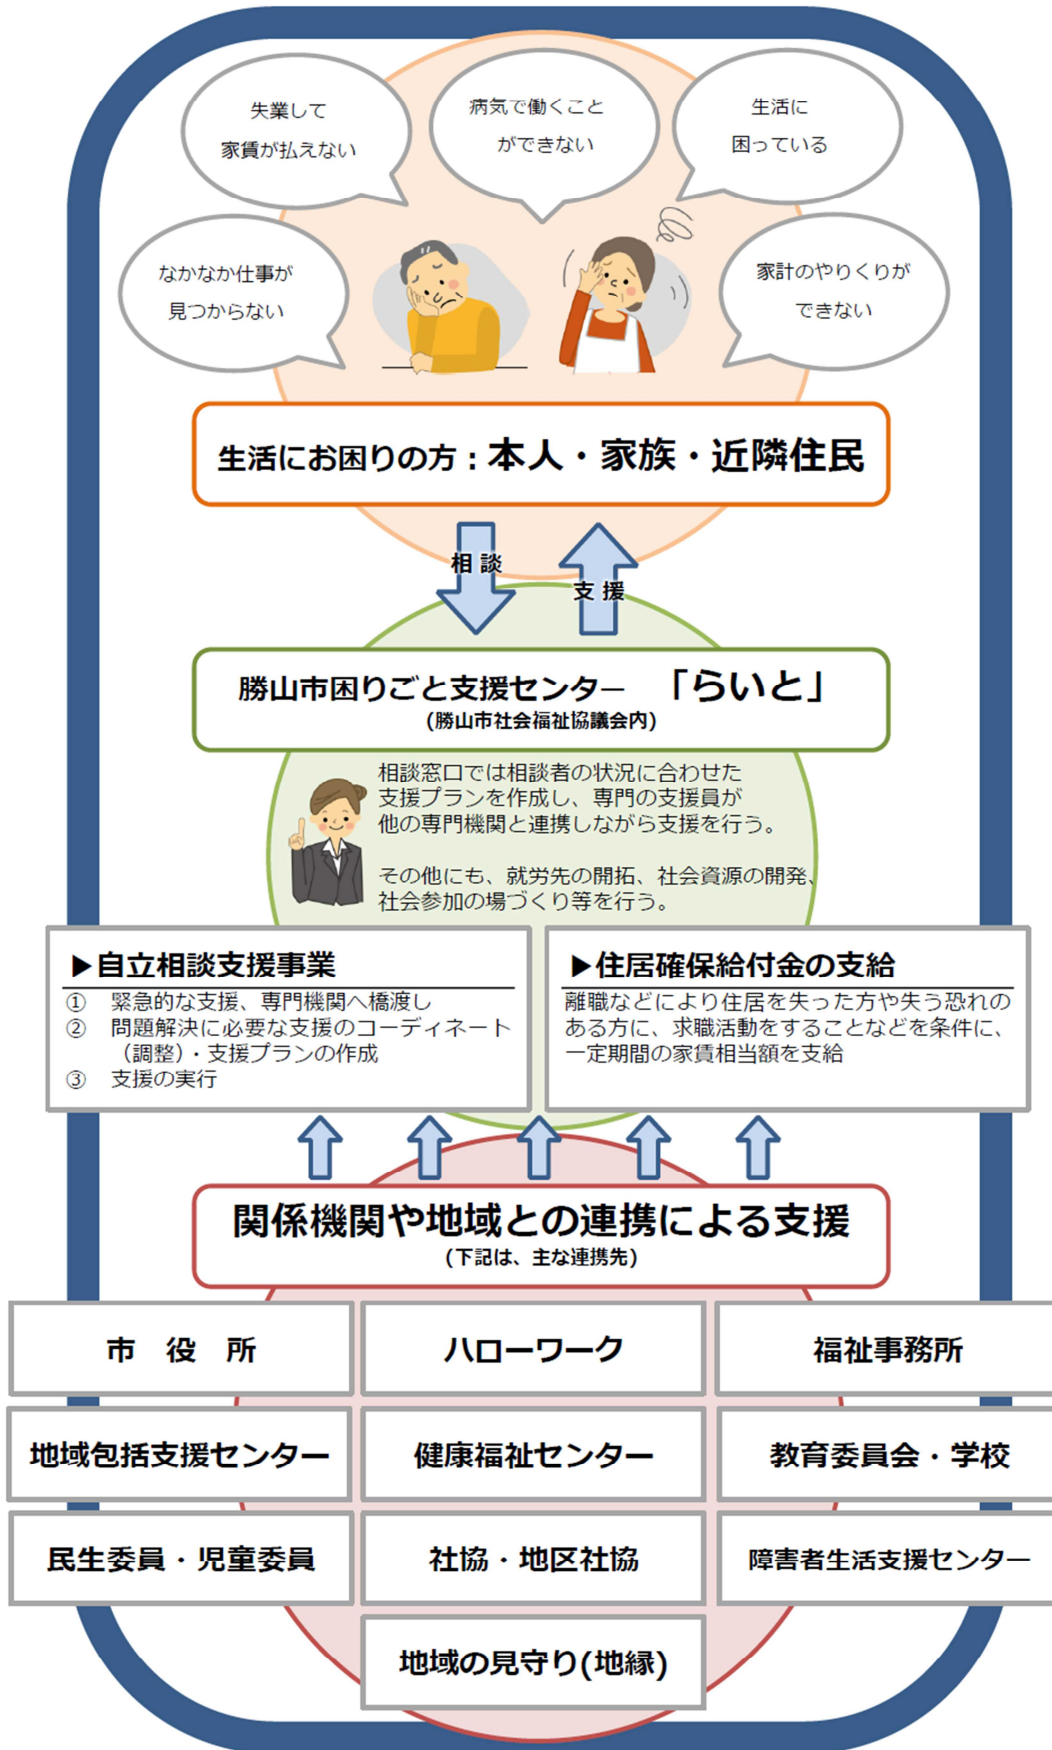 失業して
家賃が払えない
病気で働くこと
ができない
生活に
困っている
なかなか仕事が
見つからない
家計のやりくりが
できない
生活にお困りの方：本人・家族・近隣住民
相 談
支 援
勝山市困りごと支援センター 「らいと」
(勝山市社会福祉協議会内)
相談窓口では相談者の状況に合わせた
支援プランを作成し、専門の支援員が
他の専門機関と連携しながら支援を行う。
その他にも、就労先の開拓、社会資源の開発、
社会参加の場づくり等を行う。
▶自立相談支援事業
① 緊急的な支援、専門機関へ橋渡し
② 問題解決に必要な支援のコーディネート
（調整）・支援プランの作成
③ 支援の実行
▶住居確保給付金の支給
離職などにより住居を失った方や失う恐れの
ある方に、求職活動をすることなどを条件に、
一定期間の家賃相当額を支給
関係機関や地域との連携による支援
(下記は、主な連携先)
市 役 所
ハローワーク
福祉事務所
地域包括支援センター
健康福祉センター
教育委員会・学校
民生委員・児童委員
社協・地区社協
障害者生活支援センター
地域の見守り(地縁)